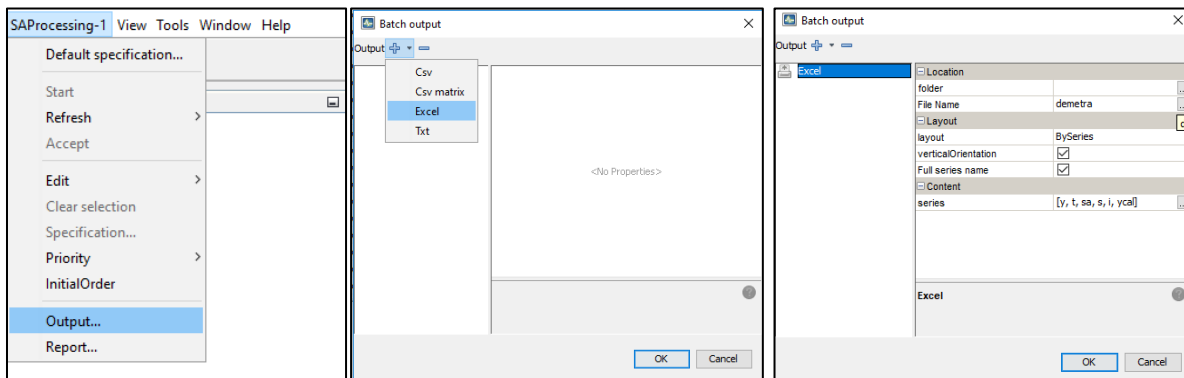 SAProcessing-1 View Tools Window Help
Default specification...
Start
Refresh
Accept
Edit
Clear selection
Specification...
Priority
InitialOrder
Output...
Report...
Batch output
Output
Csv
Csv matrix
Excel
Txt
<No Properties>
OK Cancel
Batch output
Output
Excel
Location
folder ...
File Name demetra ...
Layout
layout BySeries
verticalOrientation
Full series name
Content
series [y, t, sa, s, i, ycal] ...
Excel
OK Cancel